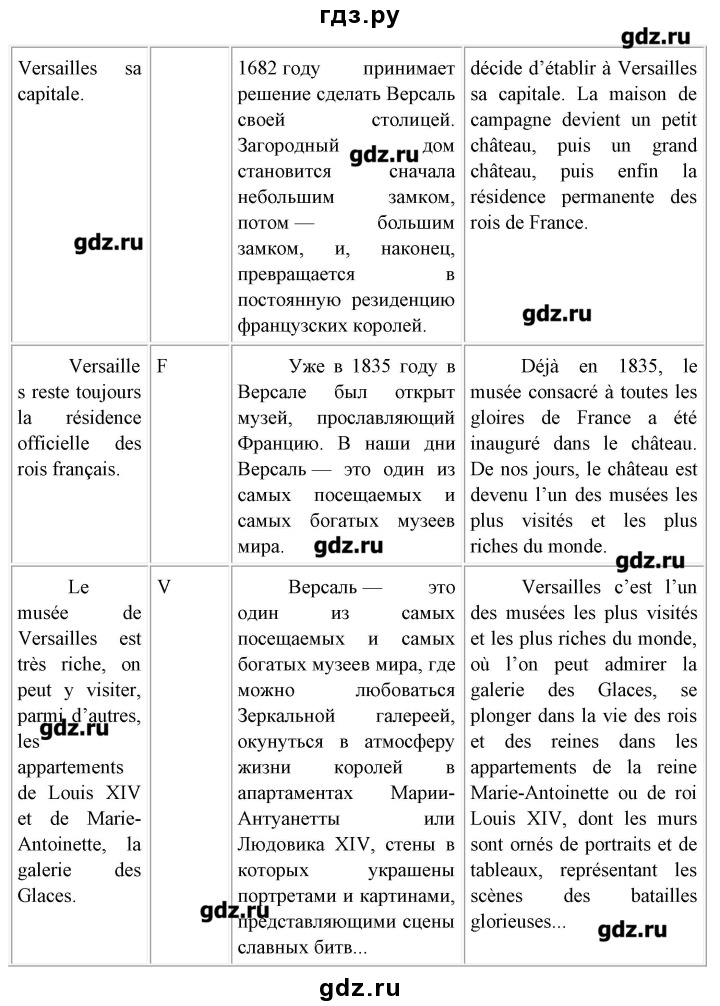 гдз.ру
gdz.ru
Versailles sa
capitale.
gdz.ru
1682 году принимает
решение сделать Версаль
своей столицей.
Загородный дом
gdz.ru
становится сначала
небольшим замком,
потом — большим
замком, и, наконец,
превращается в
постоянную резиденцию
французских королей.
décide d’établir à Versailles
sa capitale. La maison de
campagne devient un petit
château, puis un grand
château, puis enfin la
résidence permanente des
rois de France.
gdz.ru
Versaille
s reste toujours
la résidence
officielle des
rois français.
F
Уже в 1835 году в
Версале был открыт
музей, прославляющий
Францию. В наши дни
Версаль — это один из
самых посещаемых и
самых богатых музеев
мира.
gdz.ru
Déjà en 1835, le
musée consacré à toutes les
gloires de France a été
inauguré dans le château.
De nos jours, le château est
devenu l’un des musées les
plus visités et les plus
riches du monde.
gdz.ru
Le
musée de
Versailles est
très riche, on
peut y visiter,
parmi d’autres,
gdz.ru
les
appartements
de Louis XIV
et de Marie-
Antoinette, la
galerie des
Glaces.
V
Версаль — это
один из самых
посещаемых и самых
богатых музеев мира, где
можно любоваться
Зеркальной галереей,
окунуться в атмосферу
жизни королей в
апартаментах Марии-
Антуанетты или
Людовика XIV, стены в
которых украшены
портретами и картинами,
gdz.ru
представляющими сцены
славных битв...
Versailles c’est l’un
des musées les plus visités
et les plus riches du monde,
où l’on peut admirer la
galerie des Glaces, se
plonger dans la vie des rois
et des reines dans les
appartements de la reine
Marie-Antoinette ou de roi
Louis XIV, dont les murs
sont ornés de portraits et de
tableaux, représentant les
scènes des batailles
glorieuses...
gdz.ru
gdz.ru